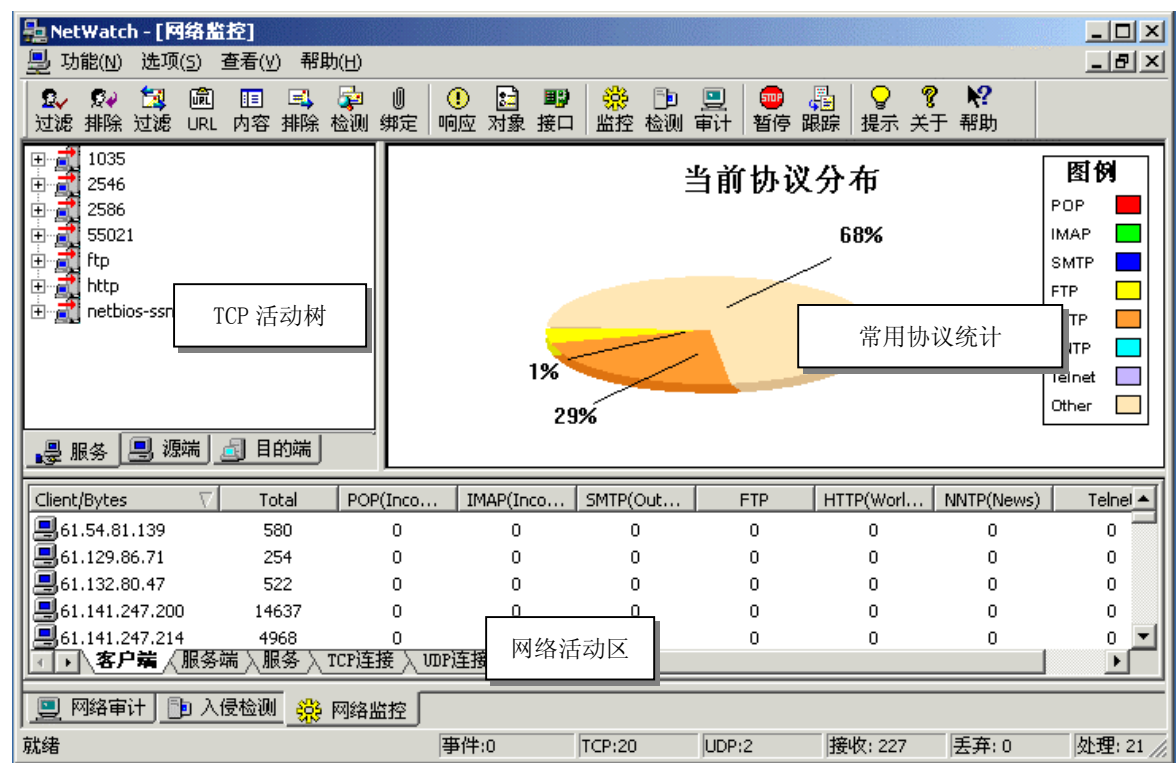 NetWatch - [网络监控]
功能(N) 选项(S) 查看(V) 帮助(H)
过滤 排除 过滤 URL 内容 排除 检测 绑定 响应 对象 接口 监控 检测 审计 暂停 跟踪 提示 关于 帮助
1035
2546
2586
55021
ftp
http
netbios-ssn
TCP 活动树
服务 源端 目的端
当前协议分布
68%
1%
29%
常用协议统计
图例
POP
IMAP
SMTP
FTP
TP
NTP
Telnet
Other
Client/Bytes Total POP(Inco... IMAP(Inco... SMTP(Out... FTP HTTP(Worl... NNTP(News) Telnet
61.54.81.139 580 0 0 0 0 0 0 0
61.129.86.71 254 0 0 0 0 0 0 0
61.132.80.47 522 0 0 0 0 0 0 0
61.141.247.200 14637 0 0 0 0 0 0 0
61.141.247.214 4968 0 0 0 0 0
网络活动区
客户端 服务端 服务 TCP连接 UDP连接
网络审计 入侵检测 网络监控
就绪 事件:0 TCP:20 UDP:2 接收: 227 丢弃: 0 处理: 21